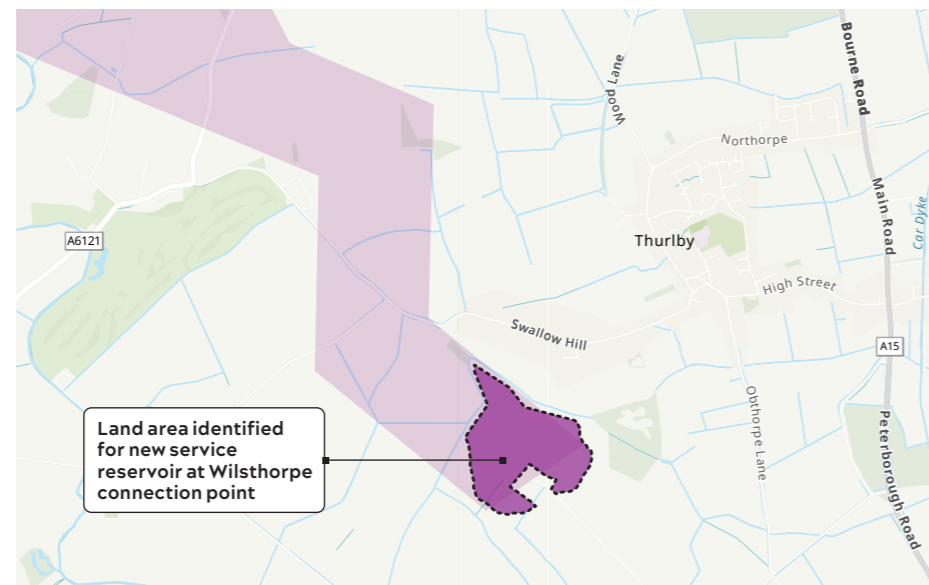 Bourne Road
Wood Lane
Northorpe
Main Road
Car Dyke
A6121
Thurlby
High Street
Swallow Hill
A15
Obthorpe Lane
Peterborough Road
Land area identified
for new service
reservoir at Wilsthorpe
connection point